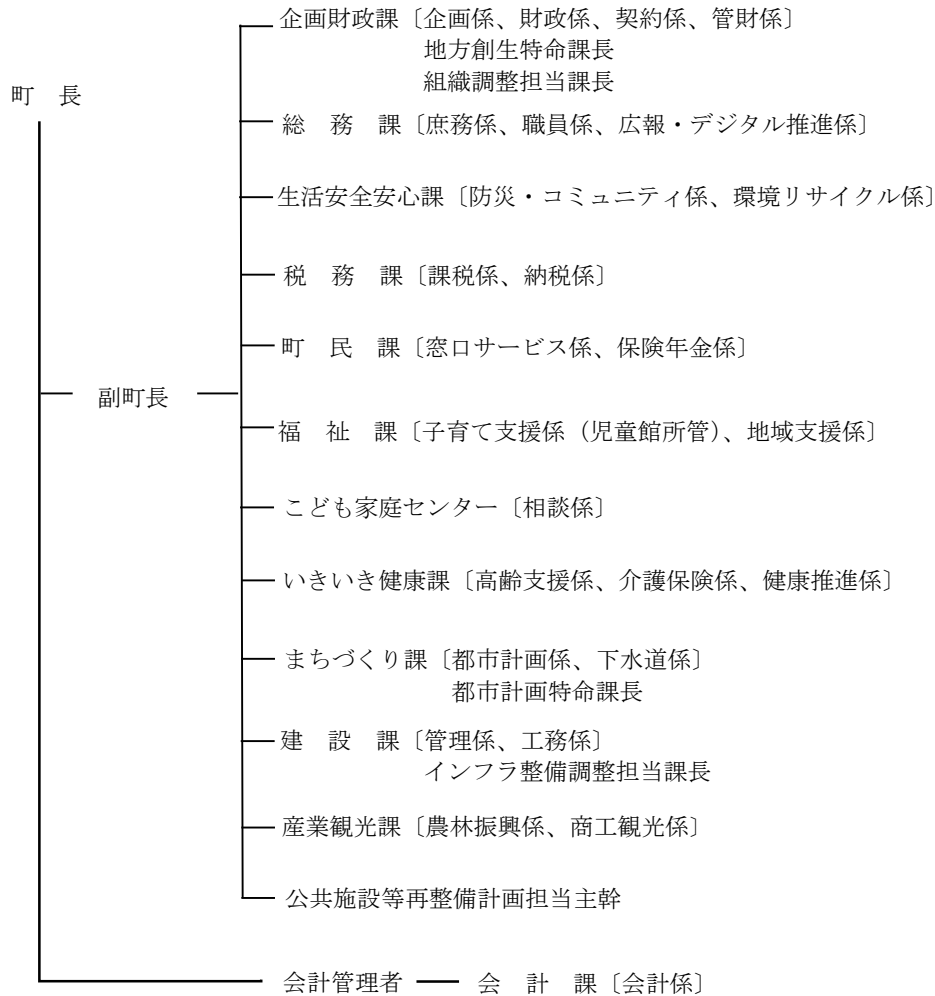 企画財政課〔企画係、財政係、契約係、管財係〕
地方創生特命課長
組織調整担当課長
町　長
総　務　課〔庶務係、職員係、広報・デジタル推進係〕
生活安全安心課〔防災・コミュニティ係、環境リサイクル係〕
税　務　課〔課税係、納税係〕
町　民　課〔窓口サービス係、保険年金係〕
副町長
福　祉　課〔子育て支援係（児童館所管）、地域支援係〕
こども家庭センター〔相談係〕
いきいき健康課〔高齢支援係、介護保険係、健康推進係〕
まちづくり課〔都市計画係、下水道係〕
都市計画特命課長
建　設　課〔管理係、工務係〕
インフラ整備調整担当課長
産業観光課〔農林振興係、商工観光係〕
公共施設等再整備計画担当主幹
会計管理者　会　計　課〔会計係〕